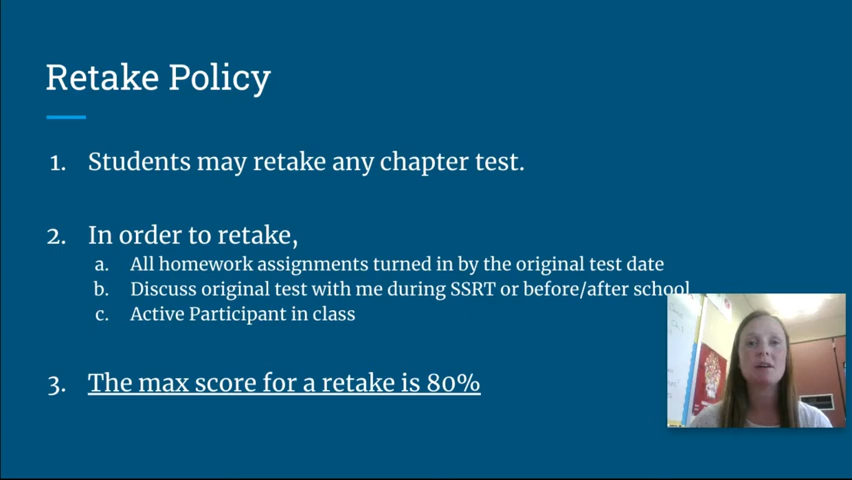 Retake Policy
1. Students may retake any chapter test.
2. In order to retake,
a. All homework assignments turned in by the original test date
b. Discuss original test with me during SSRT or before/after school
c. Active Participant in class
3. The max score for a retake is 80%